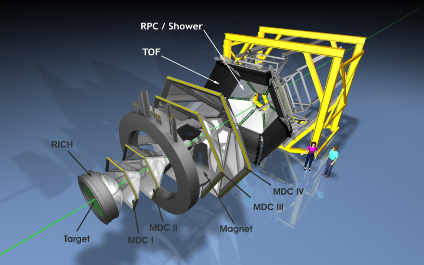 RPC / Shower
TOF
RICH
MDC IV
MDC III
Magnet
MDC II
MDC I
Target